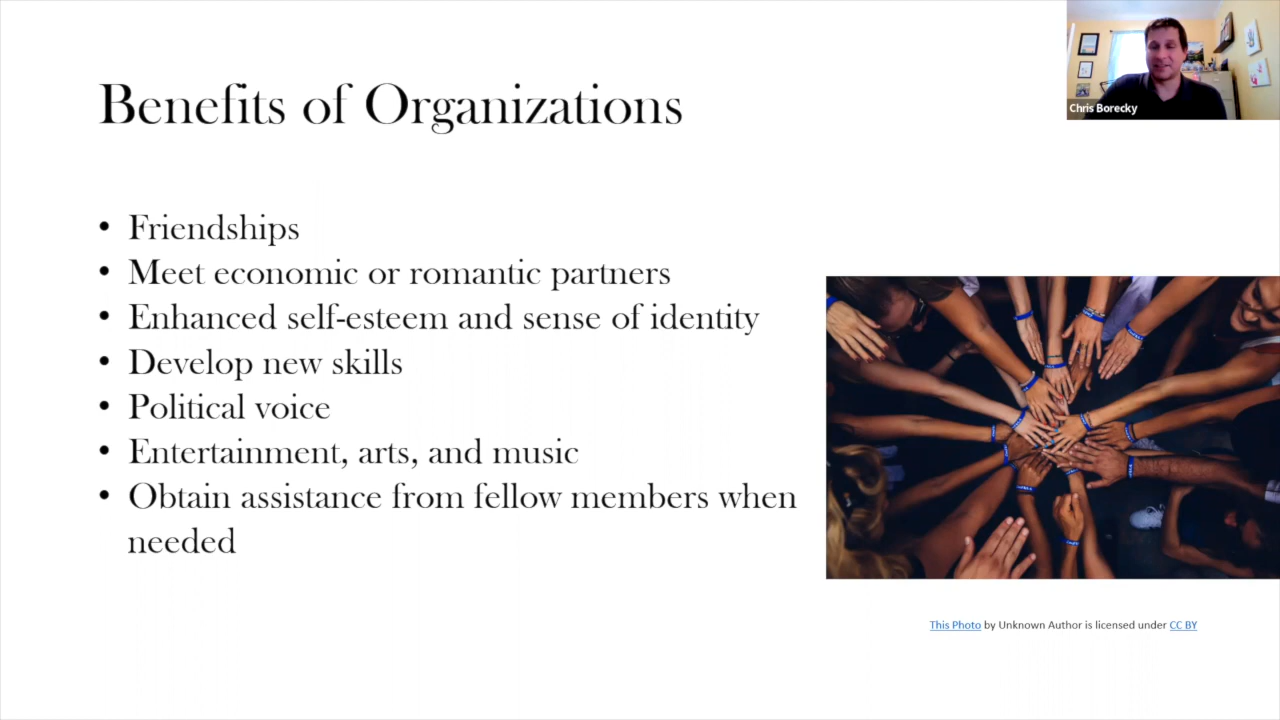 Benefits of Organizations
Chris Borecky
• Friendships
• Meet economic or romantic partners
• Enhanced self-esteem and sense of identity
• Develop new skills
• Political voice
• Entertainment, arts, and music
• Obtain assistance from fellow members when
needed
This Photo by Unknown Author is licensed under CC BY